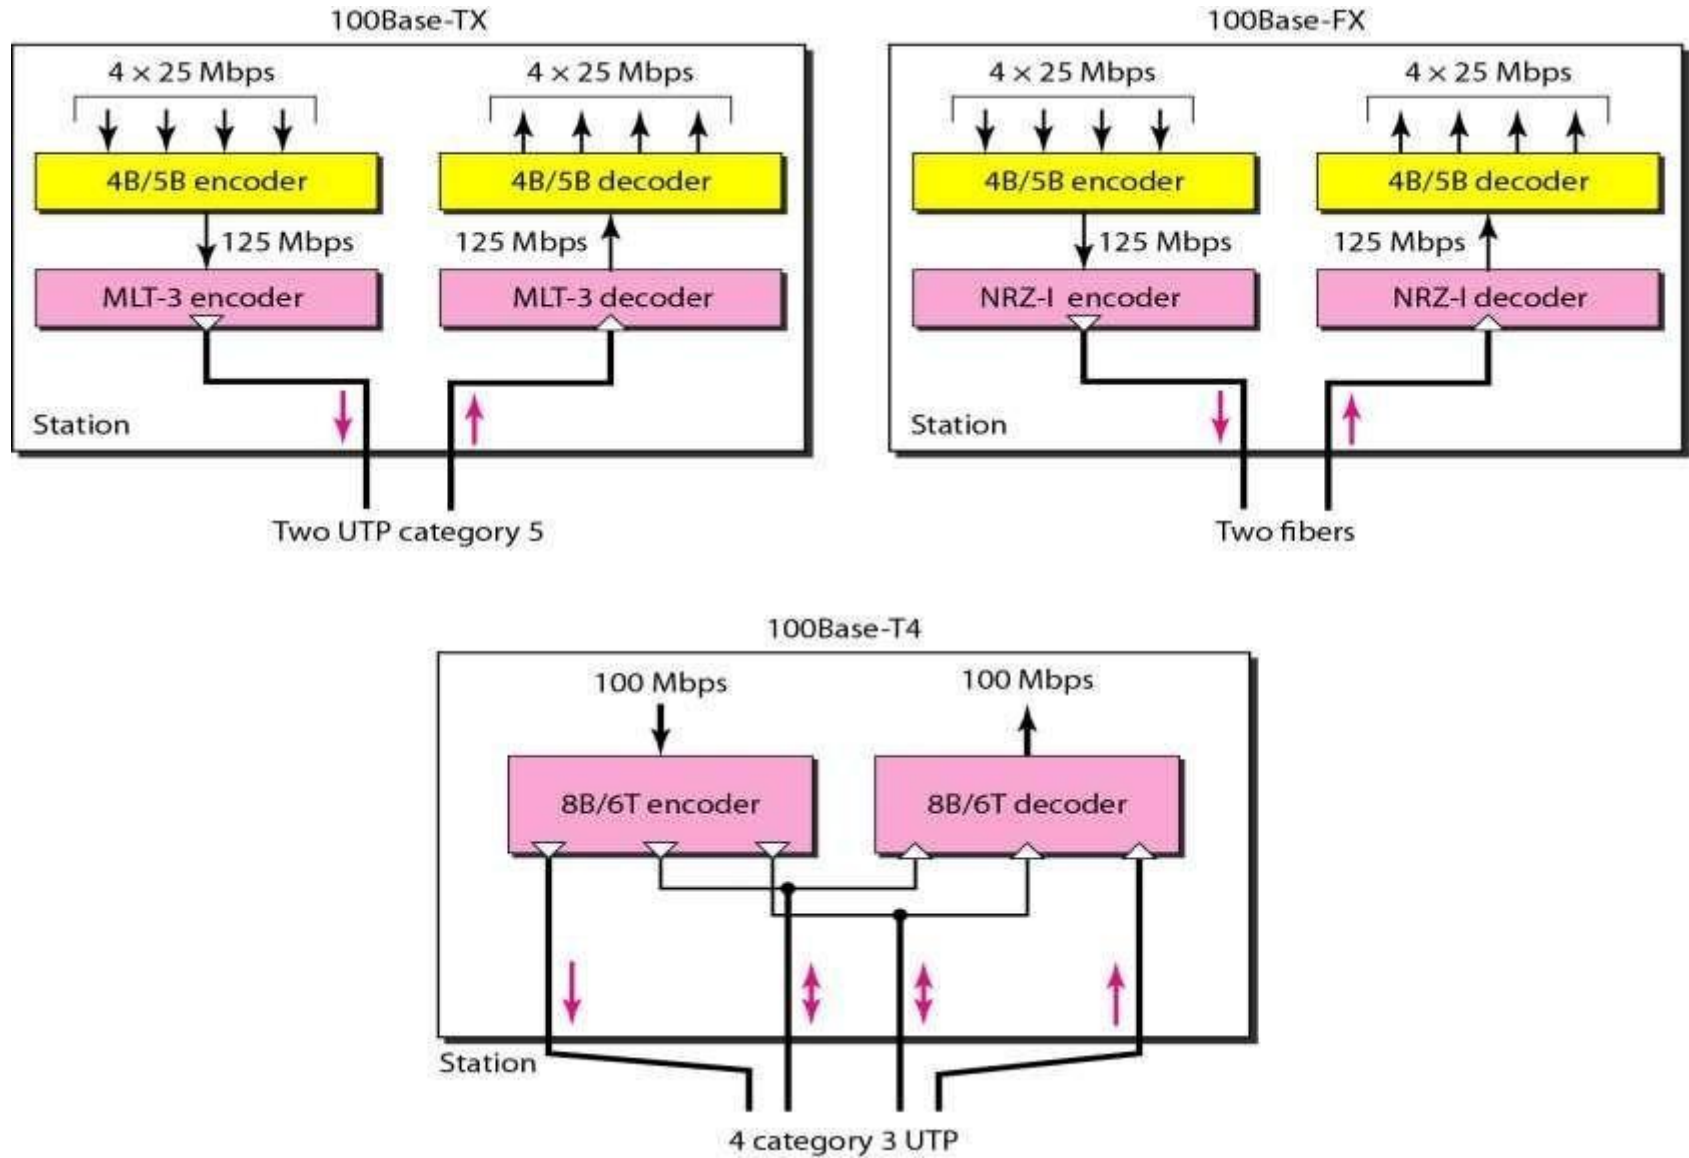 100Base-TX
4 × 25 Mbps
4 × 25 Mbps
4B/5B encoder
4B/5B decoder
125 Mbps
125 Mbps
MLT-3 encoder
MLT-3 decoder
Station
Two UTP category 5
100Base-FX
4 × 25 Mbps
4 × 25 Mbps
4B/5B encoder
4B/5B decoder
125 Mbps
125 Mbps
NRZ-I encoder
NRZ-I decoder
Station
Two fibers
100Base-T4
100 Mbps
100 Mbps
8B/6T encoder
8B/6T decoder
Station
4 category 3 UTP